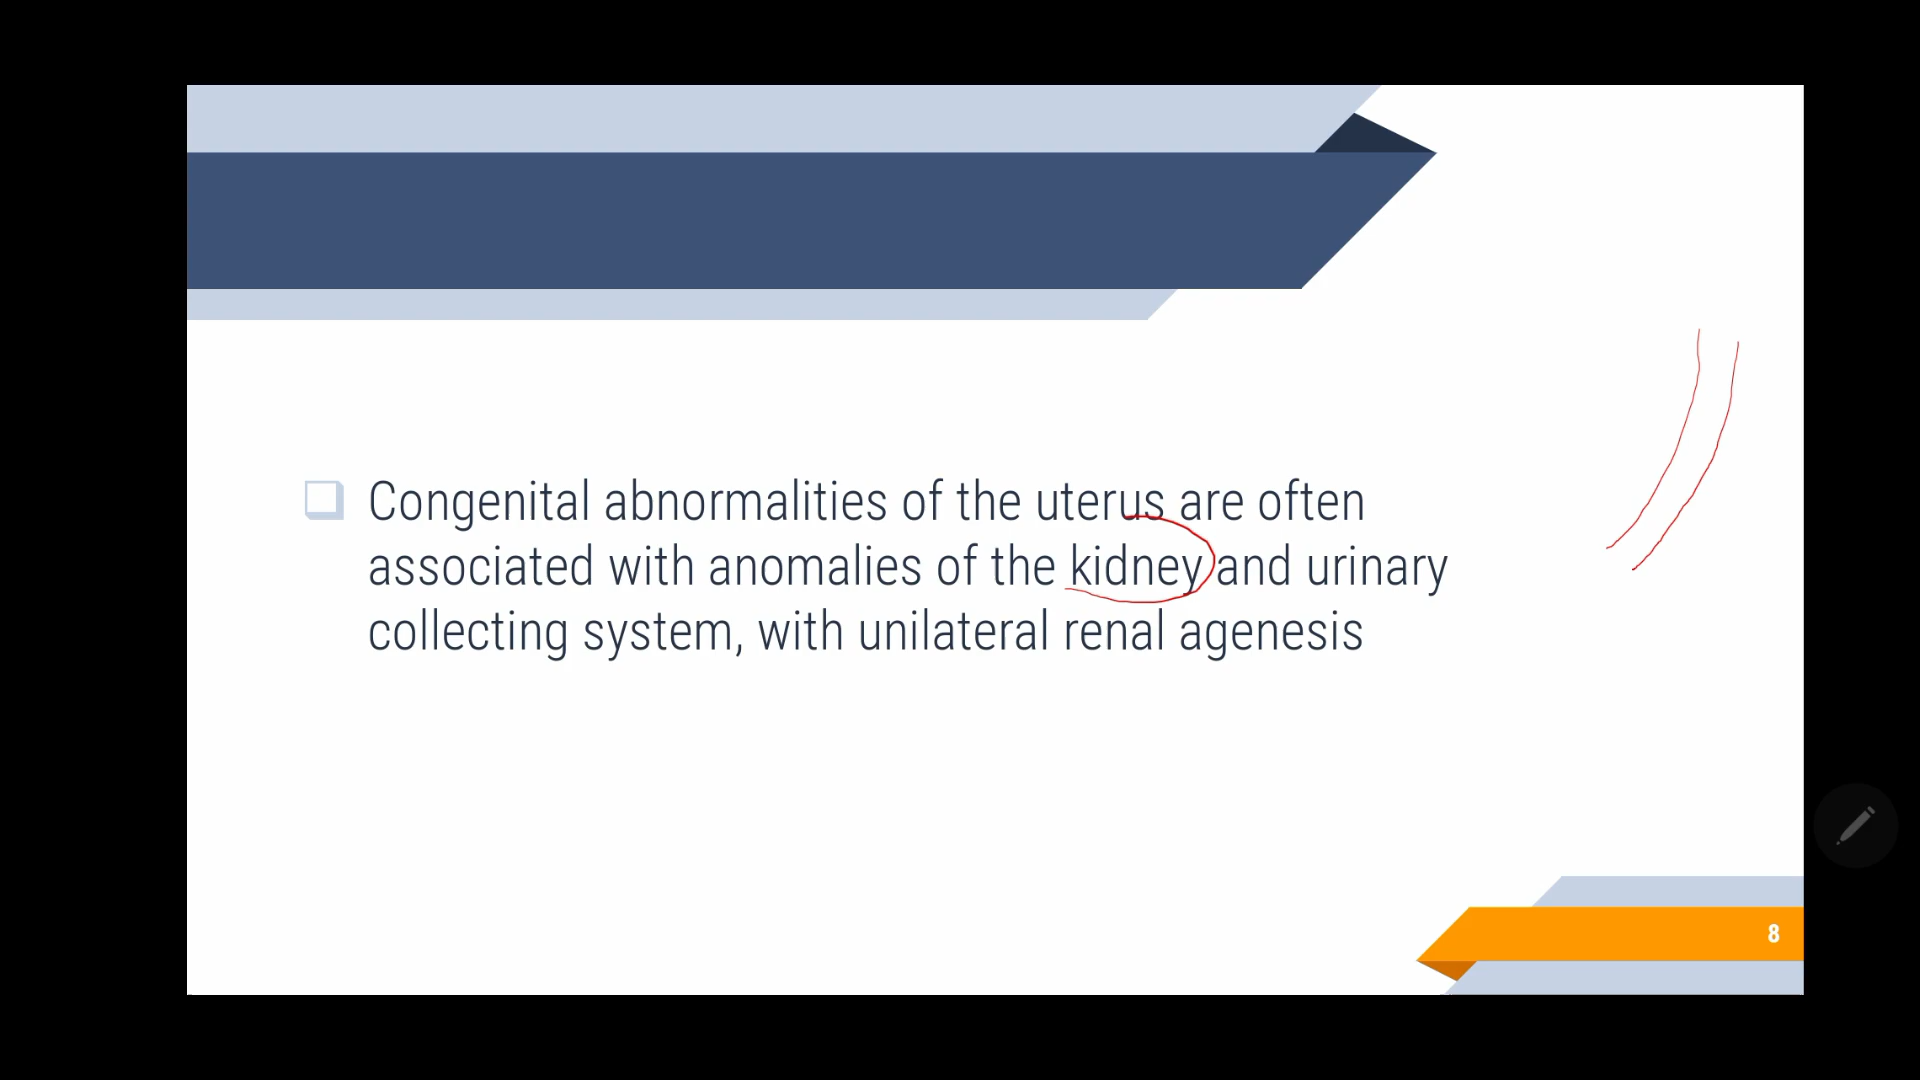 Congenital abnormalities of the uterus are often
associated with anomalies of the kidney and urinary
collecting system, with unilateral renal agenesis
8